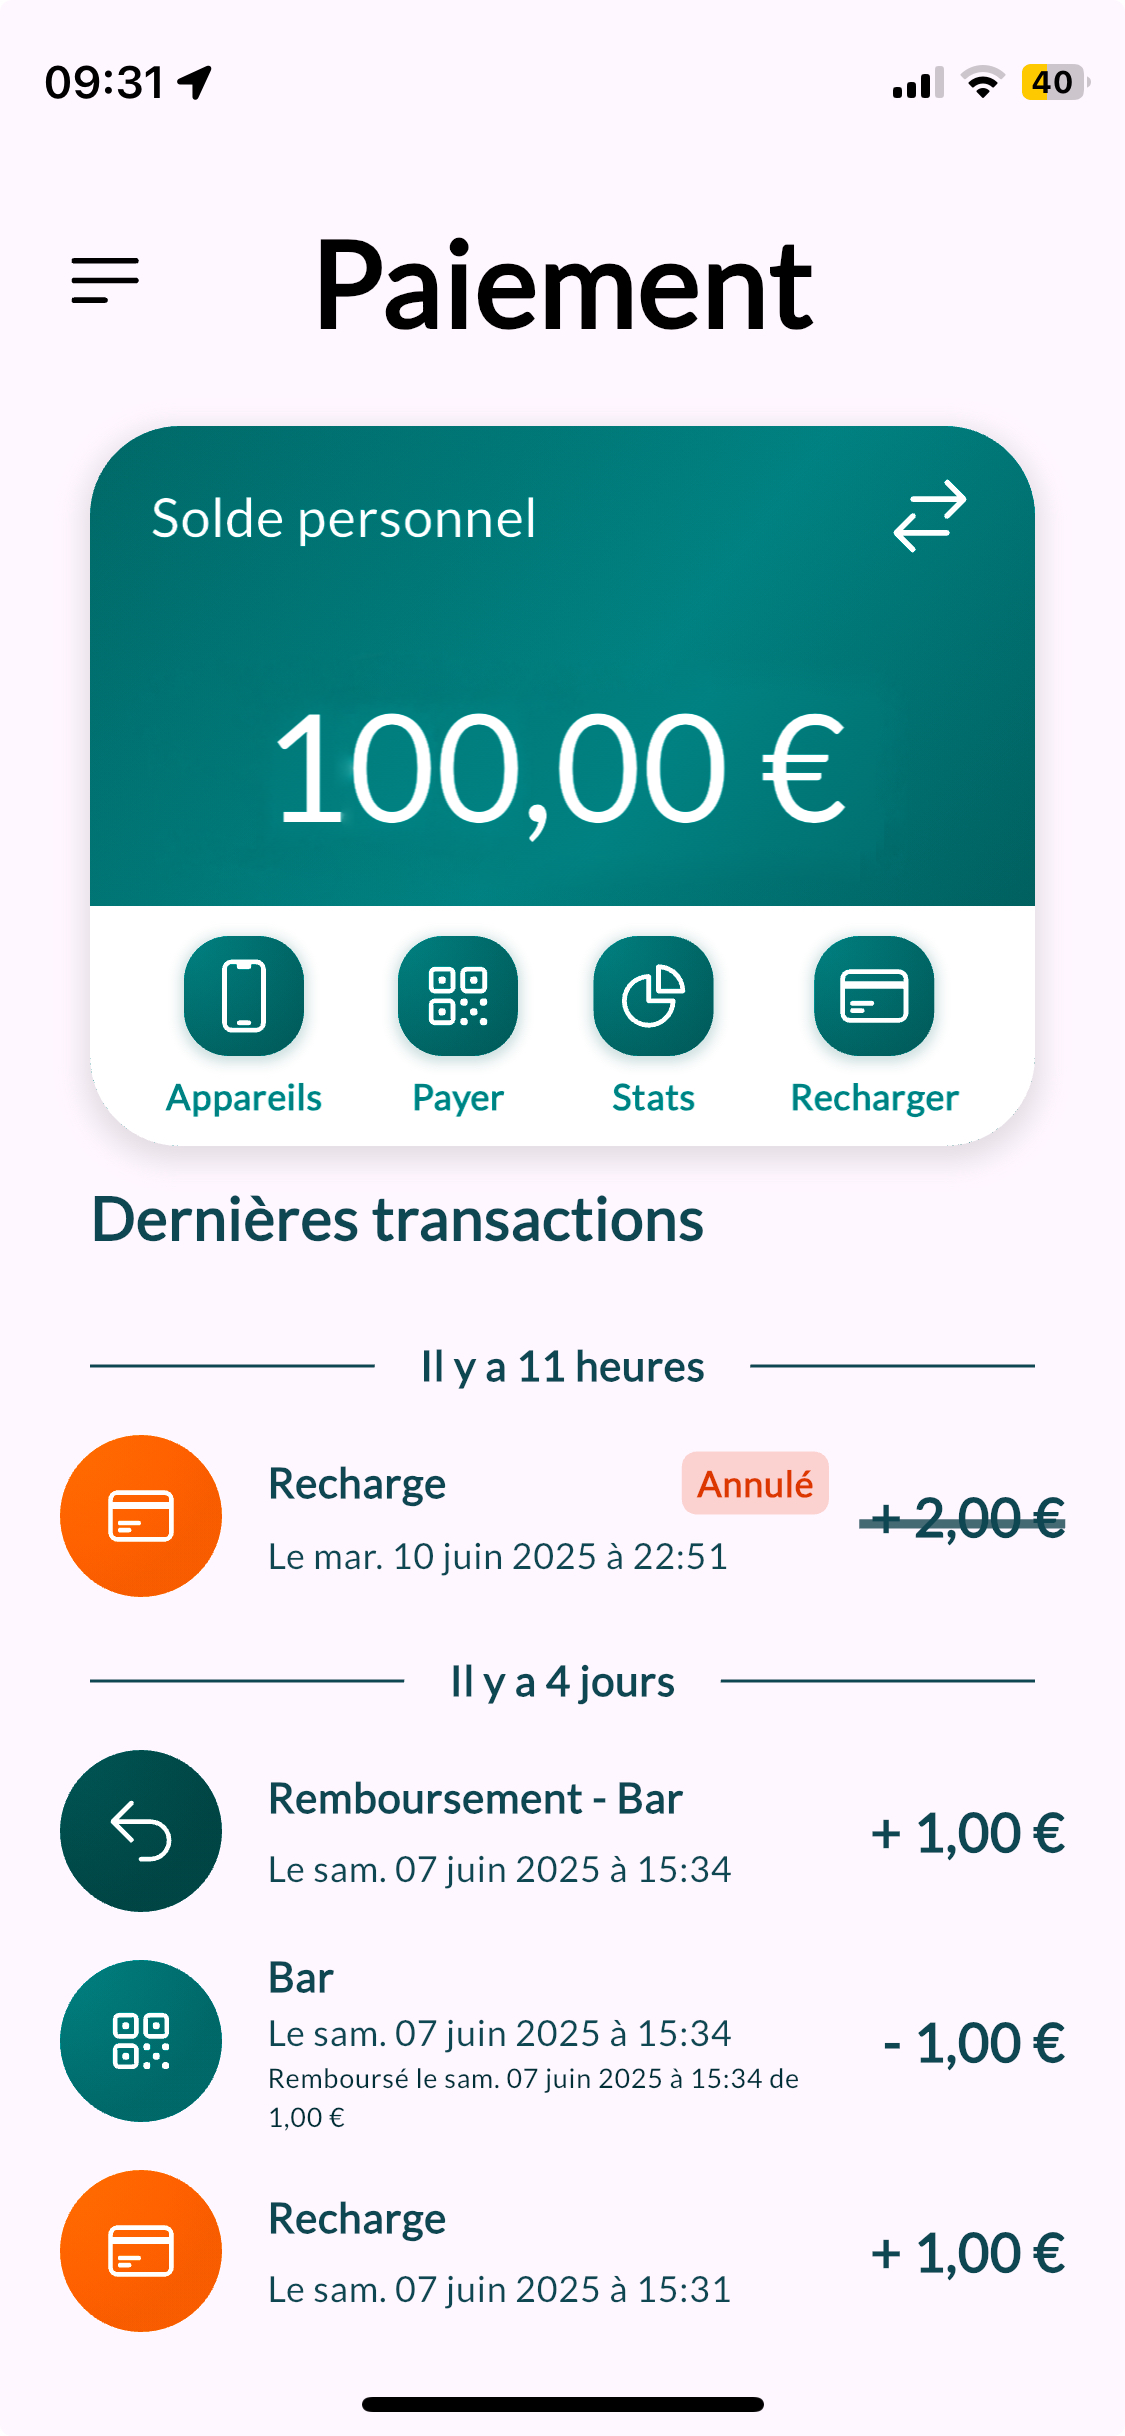 09:31
40
Paiement
Solde personnel
100,00 €
Appareils Payer Stats Recharger
Dernières transactions
Il y a 11 heures
Recharge Annulé
+ 2,00 €
Le mar. 10 juin 2025 à 22:51
Il y a 4 jours
Remboursement - Bar
+ 1,00 €
Le sam. 07 juin 2025 à 15:34
Bar
Le sam. 07 juin 2025 à 15:34
- 1,00 €
Remboursé le sam. 07 juin 2025 à 15:34 de
1,00 €
Recharge
+ 1,00 €
Le sam. 07 juin 2025 à 15:31